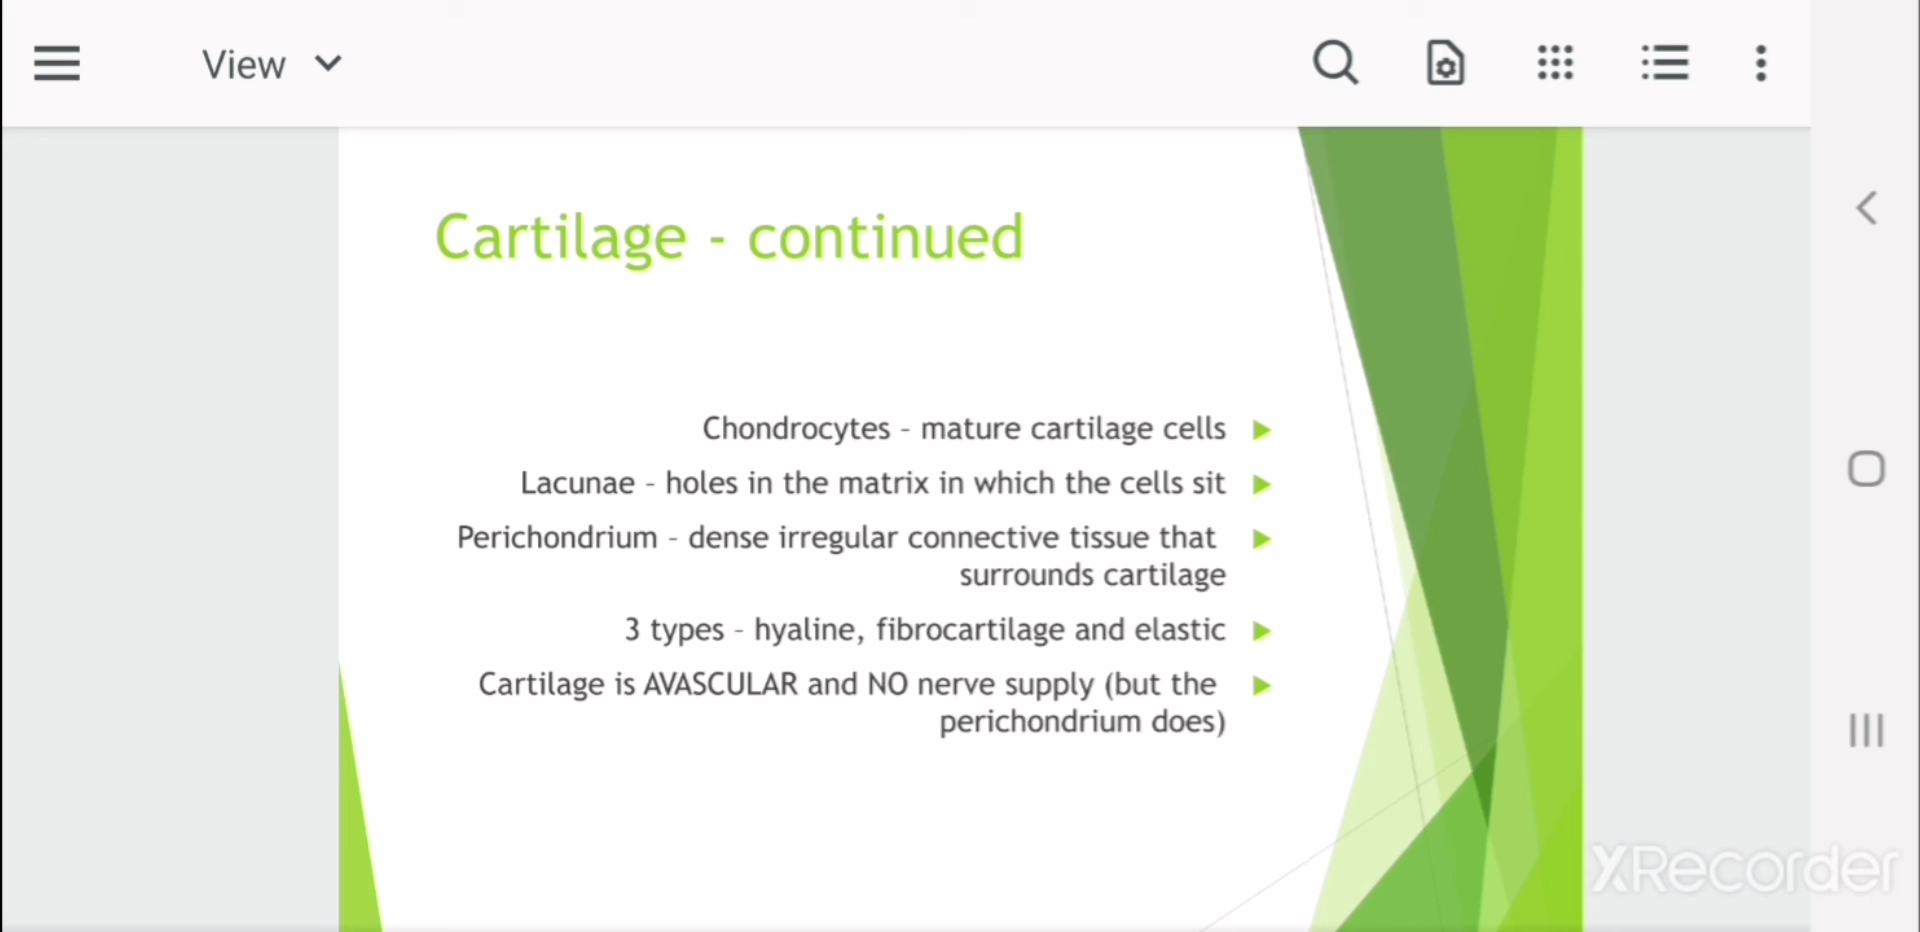 View
Cartilage - continued
Chondrocytes - mature cartilage cells
Lacunae - holes in the matrix in which the cells sit
Perichondrium - dense irregular connective tissue that
surrounds cartilage
3 types - hyaline, fibrocartilage and elastic
Cartilage is AVASCULAR and NO nerve supply (but the
perichondrium does)
XRecorder